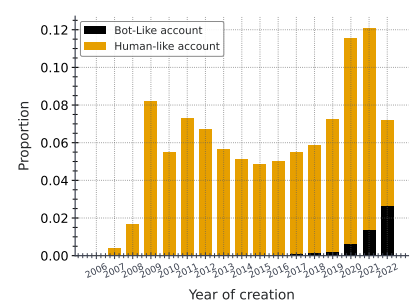 Bot-Like account
Human-like account
0.12
0.10
0.08
0.06
0.04
0.02
0.00
Proportion
2006 2007 2008 2009 2010 2011 2012 2013 2014 2015 2016 2017 2018 2019 2020 2021 2022
Year of creation